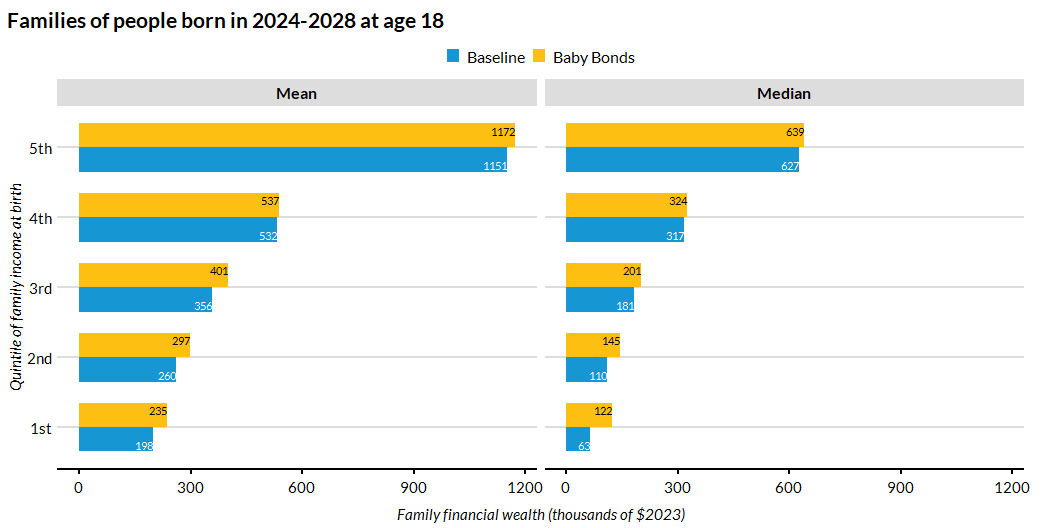 Families of people born in 2024-2028 at age 18
Baseline Baby Bonds
Mean Median
Quintile of family income at birth
5th 1172 639
1151 627
4th 537 324
532 317
3rd 401 201
356 181
2nd 297 145
260 110
1st 235 122
198 63
0 300 600 900 1200 0 300 600 900 1200
Family financial wealth (thousands of $2023)